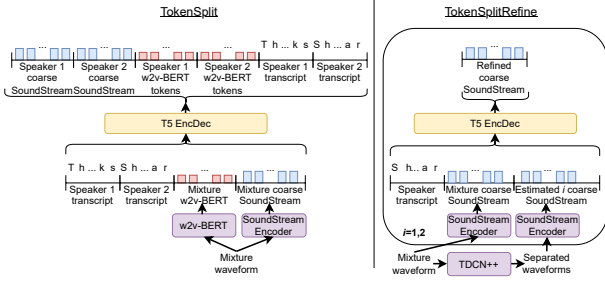 TokenSplit
... ... ... ... T h ... k s S h ... a r
Speaker 1 Speaker 2 Speaker 1 Speaker 2 Speaker 1 Speaker 2
coarse coarse w2v-BERT w2v-BERT transcript transcript
SoundStream SoundStream tokens tokens
T5 EncDec
T h ... k s S h ... a r ... ...
Speaker 1 Speaker 2 Mixture Mixture coarse
transcript transcript w2v-BERT SoundStream
w2v-BERT SoundStream
Encoder
Mixture
waveform
TokenSplitRefine
...
Refined
coarse
SoundStream
T5 EncDec
S h... a r ... ...
Speaker Mixture coarse Estimated i coarse
transcript SoundStream SoundStream
i=1,2 SoundStream SoundStream
Encoder Encoder
Mixture TDCN++ Separated
waveform waveforms